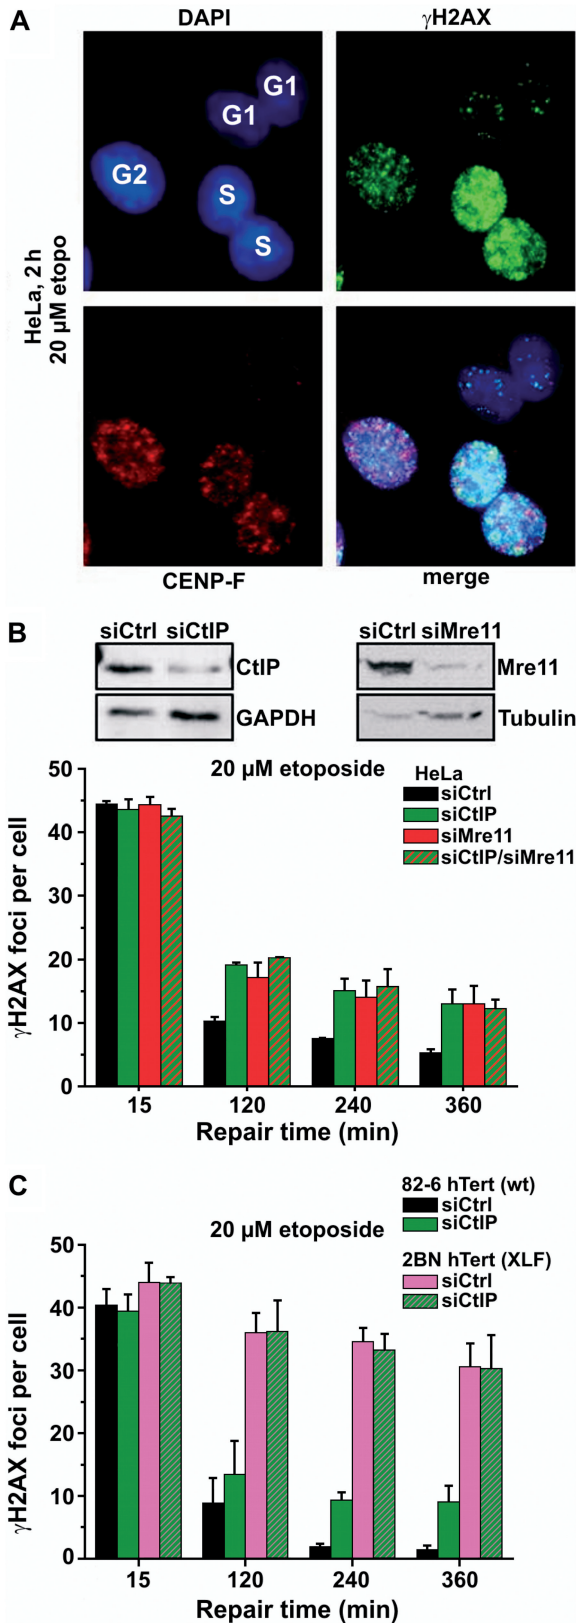 A
DAPI
γH2AX
G1
G1
G2
S
S
HeLa, 2 h
20 μM etopo
CENP-F
merge
B
siCtrl siCtIP
CtIP
GAPDH
siCtrl siMre11
Mre11
Tubulin
20 μM etoposide
HeLa
siCtrl
siCtIP
siMre11
siCtIP/siMre11
γH2AX foci per cell
50
40
30
20
10
0
15 120 240 360
Repair time (min)
C
82-6 hTert (wt)
siCtrl
siCtIP
20 μM etoposide
2BN hTert (XLF)
siCtrl
siCtIP
γH2AX foci per cell
50
40
30
20
10
0
15 120 240 360
Repair time (min)